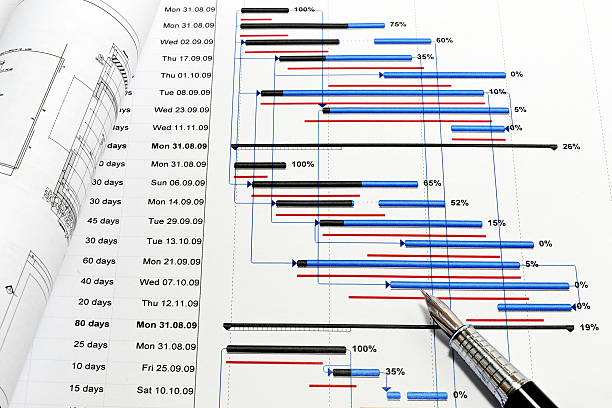 Mon 31.08.09 100%
Mon 31.08.09 75%
Wed 02.09.09 60%
Thu 17.09.09 35%
Thu 01.10.09 0%
Tue 08.09.09 10%
days Wed 23.09.09 5%
days Wed 11.11.09 0%
days Mon 31.08.09 26%
days Mon 31.08.09 100%
30 days Sun 06.09.09 65%
30 days Mon 14.09.09 52%
45 days Tue 29.09.09 15%
30 days Tue 13.10.09 0%
60 days Mon 21.09.09 5%
40 days Wed 07.10.09 0%
20 days Thu 12.11.09 0%
80 days Mon 31.08.09 19%
25 days Mon 31.08.09 100%
10 days Fri 25.09.09 35%
15 days Sat 10.10.09 0%